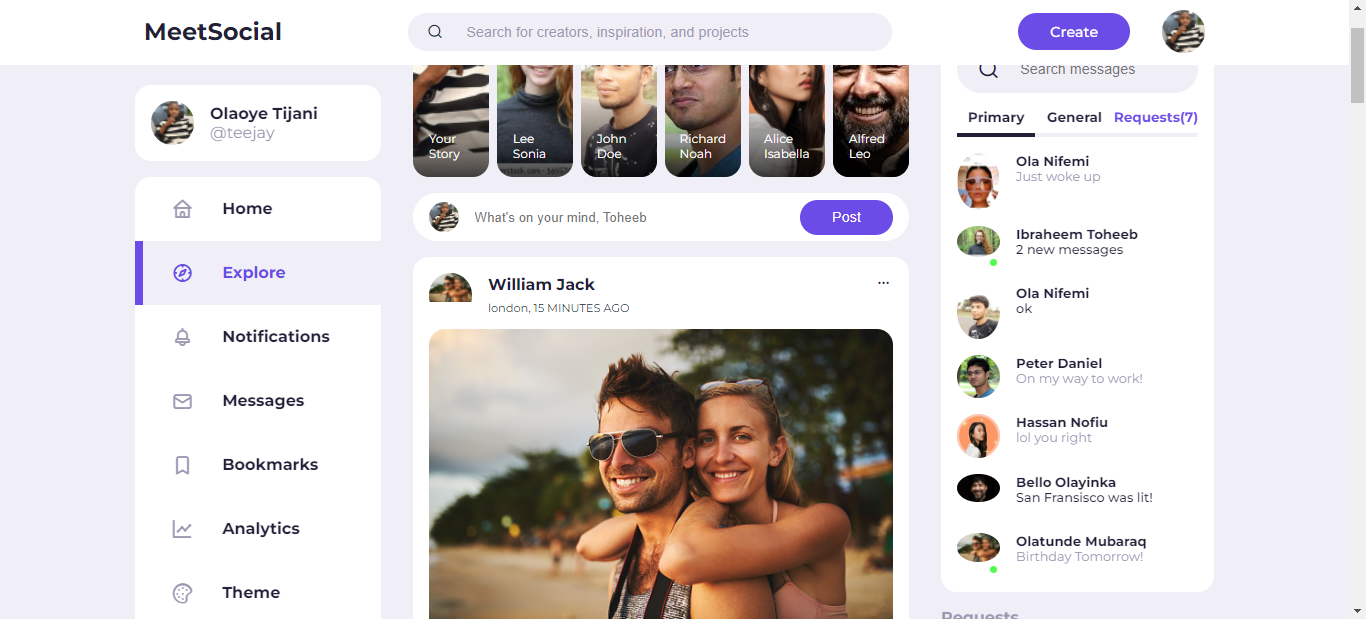 MeetSocial
Search for creators, inspiration, and projects
Create
Olaoye Tijani
@teejay
Home
Explore
Notifications
Messages
Bookmarks
Analytics
Theme
Your
Story
Lee
Sonia
John
Doe
Richard
Noah
Alice
Isabella
Alfred
Leo
What's on your mind, Toheeb
Post
William Jack
...
london, 15 MINUTES AGO
Search messages
Primary General Requests(7)
Ola Nifemi
Just woke up
Ibraheem Toheeb
2 new messages
Ola Nifemi
ok
Peter Daniel
On my way to work!
Hassan Nofiu
lol you right
Bello Olayinka
San Fransisco was lit!
Olatunde Mubaraq
Birthday Tomorrow!
Requests